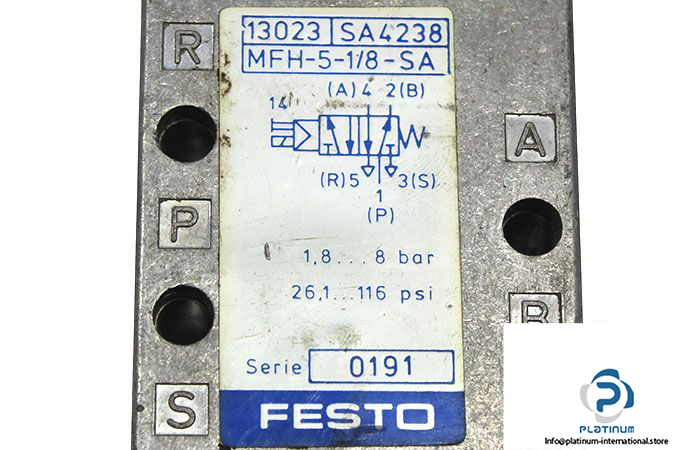 13023 SA4238
MFH-5-1/8-SA
(A) 4 2 (B)
14
(R) 5 3 (S)
1
(P)
1,8...8 bar
26,1...116 psi
Serie 0191
FESTO
R
P
S
A
B
PLATINUM
Info@platinum-international.store